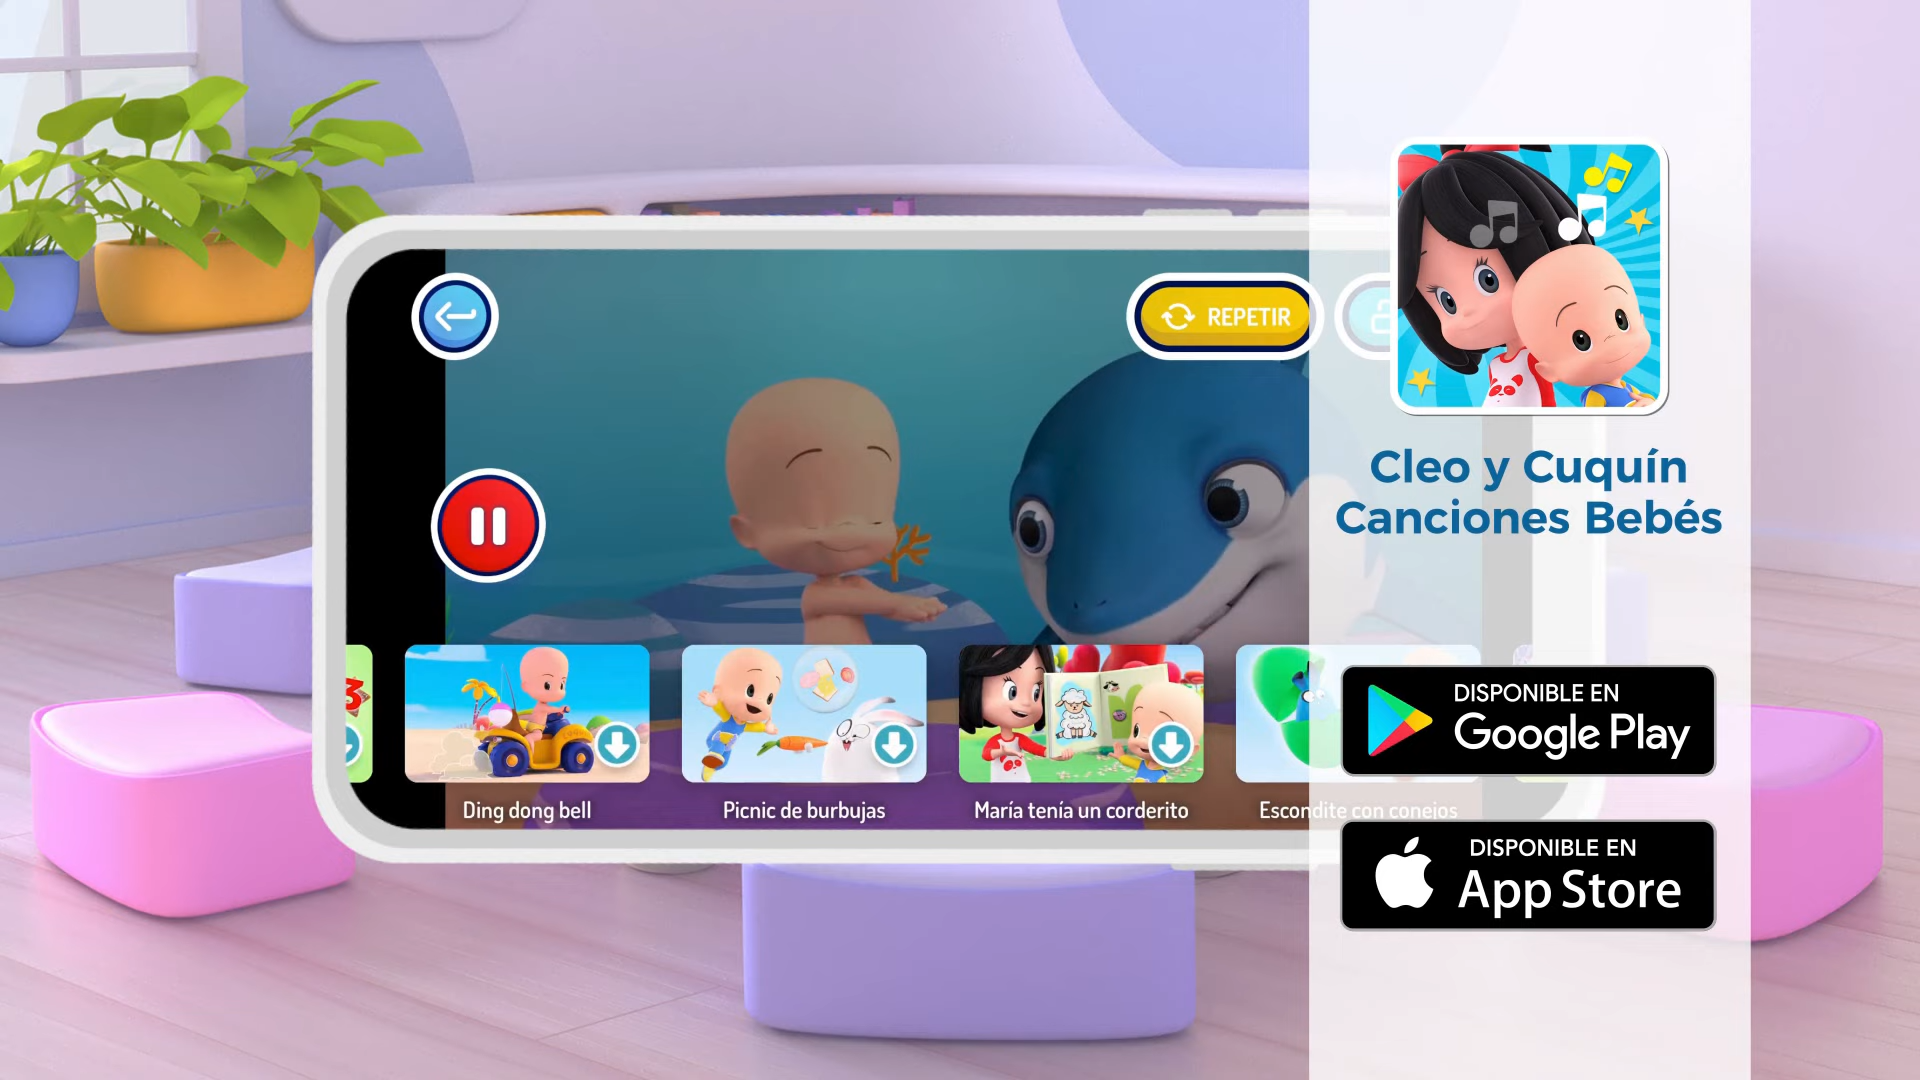 REPETIR
Cleo y Cuquín
Canciones Bebés
3
DISPONIBLE EN
Google Play
Ding dong bell
Picnic de burbujas
María tenía un corderito
Escondite con conejos
DISPONIBLE EN
App Store